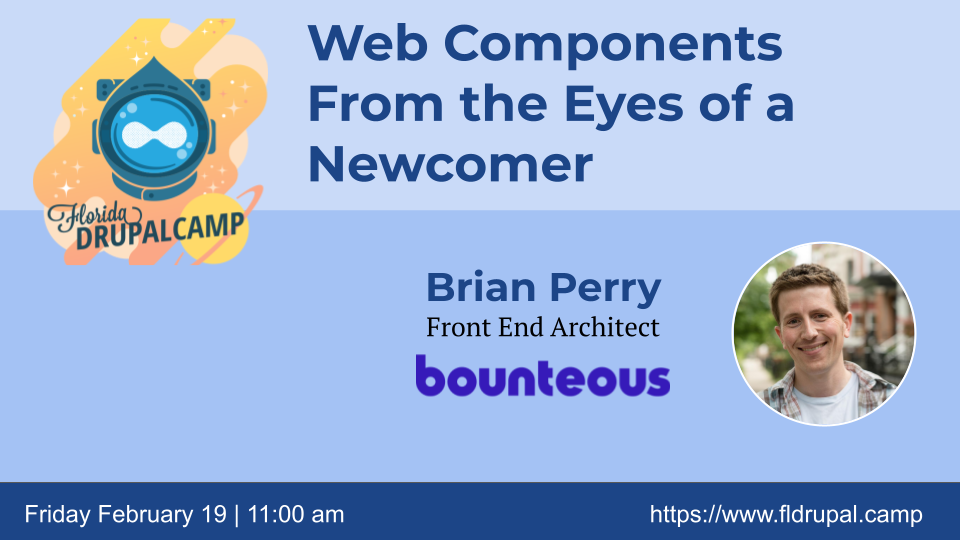 Web Components
From the Eyes of a
Newcomer
Florida
DRUPALCAMP
Brian Perry
Front End Architect
bounteous
Friday February 19 | 11:00 am
https://www.fldrupal.camp